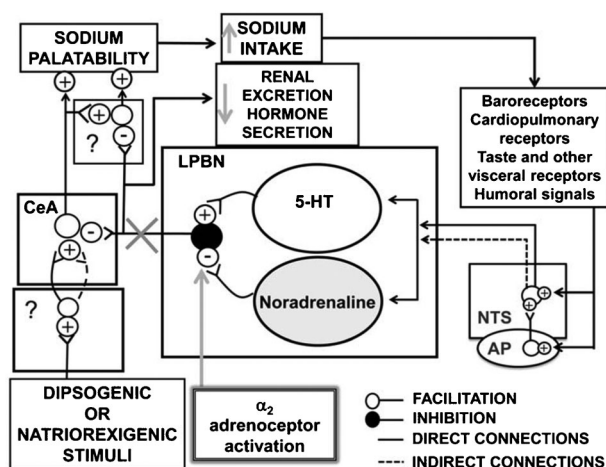 SODIUM
PALATABILITY
SODIUM
INTAKE
RENAL
EXCRETION
HORMONE
SECRETION
Baroreceptors
Cardiopulmonary
receptors
Taste and other
visceral receptors
Humoral signals
+
+
+
-
?
LPBN
5-HT
CeA
-
+
+
-
Noradrenaline
?
+
NTS
+
+
AP
+
DIPSOGENIC
OR
NATRIOREXIGENIC
STIMULI
α2
adrenoceptor
activation
FACILITATION
INHIBITION
DIRECT CONNECTIONS
INDIRECT CONNECTIONS